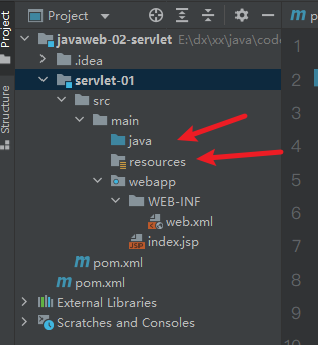 Project
Project
p
javaweb-02-servlet E:\dx\xx\java\code
1
.idea
servlet-01
2
src
main
3
java
4
resources
webapp
5
WEB-INF
6
web.xml
index.jsp
7
pom.xml
8
pom.xml
External Libraries
9
Scratches and Consoles
Structure